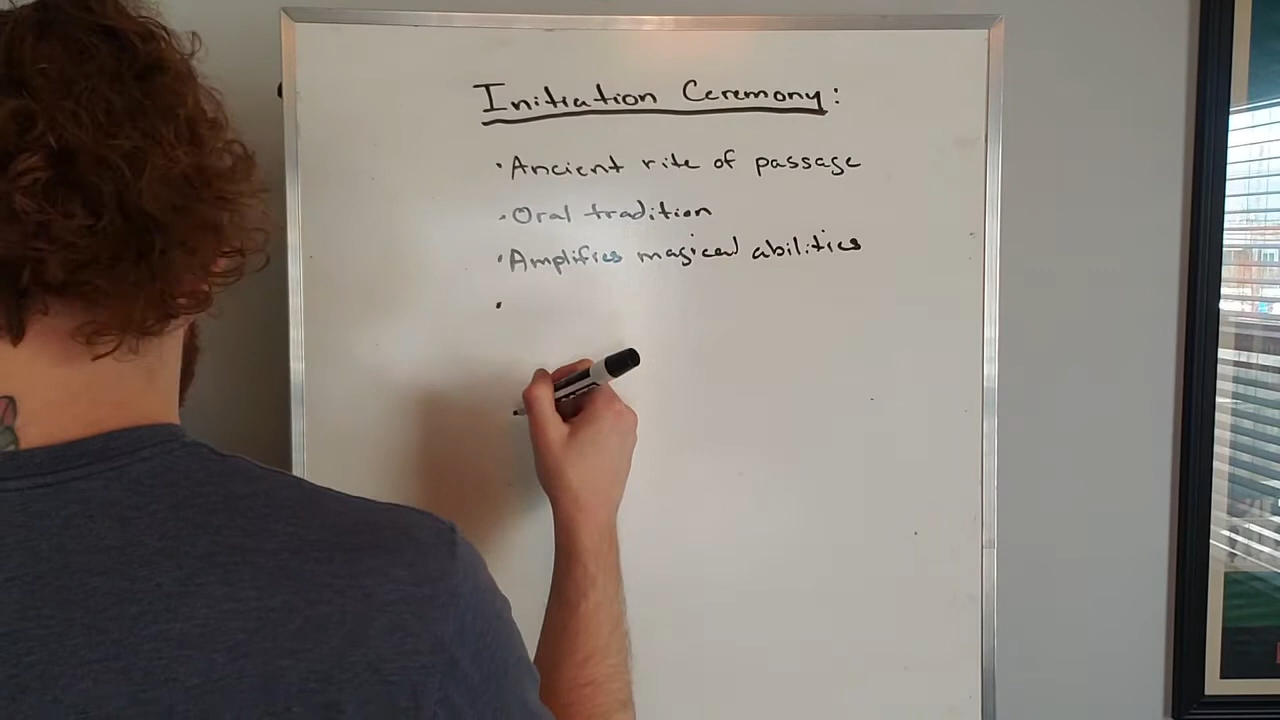 Initiation Ceremony:
· Ancient rite of passage
· Oral tradition
· Amplifies magical abilities
·